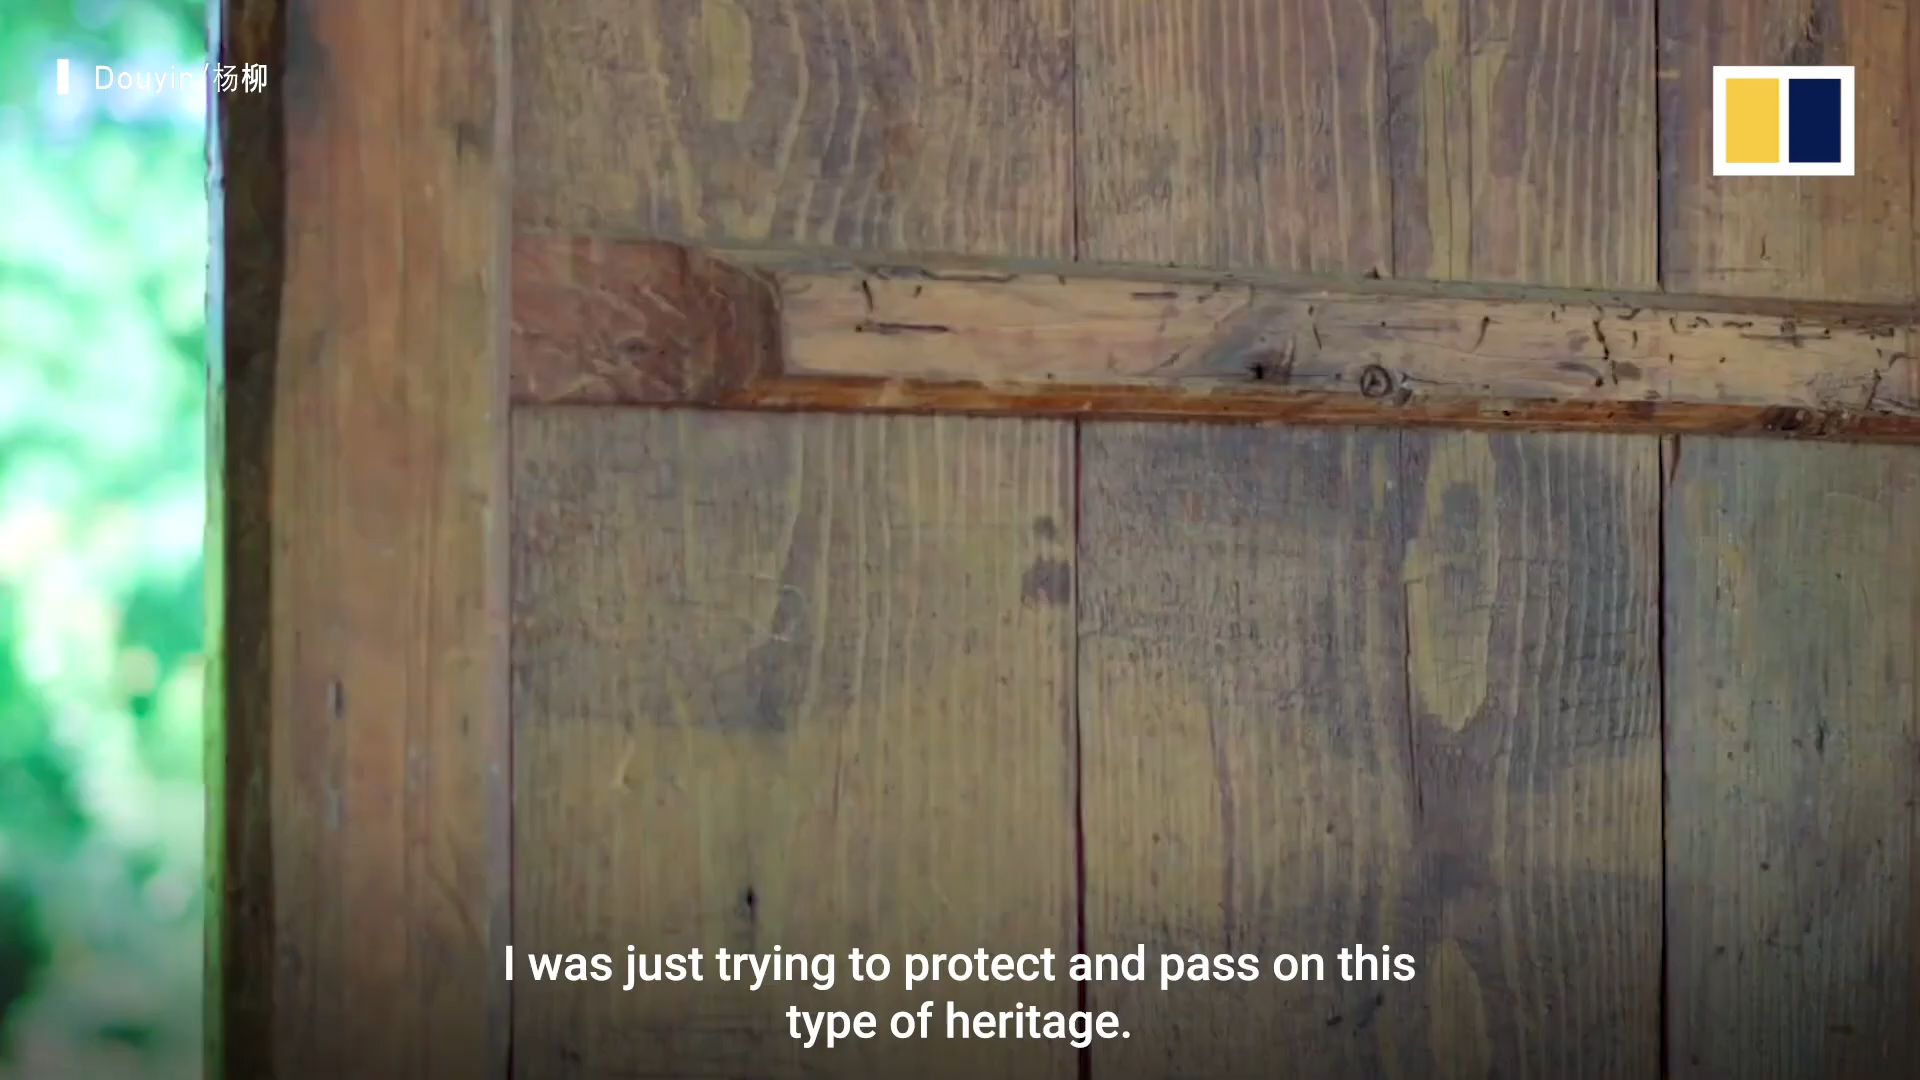 Douyin/杨柳
I was just trying to protect and pass on this
type of heritage.